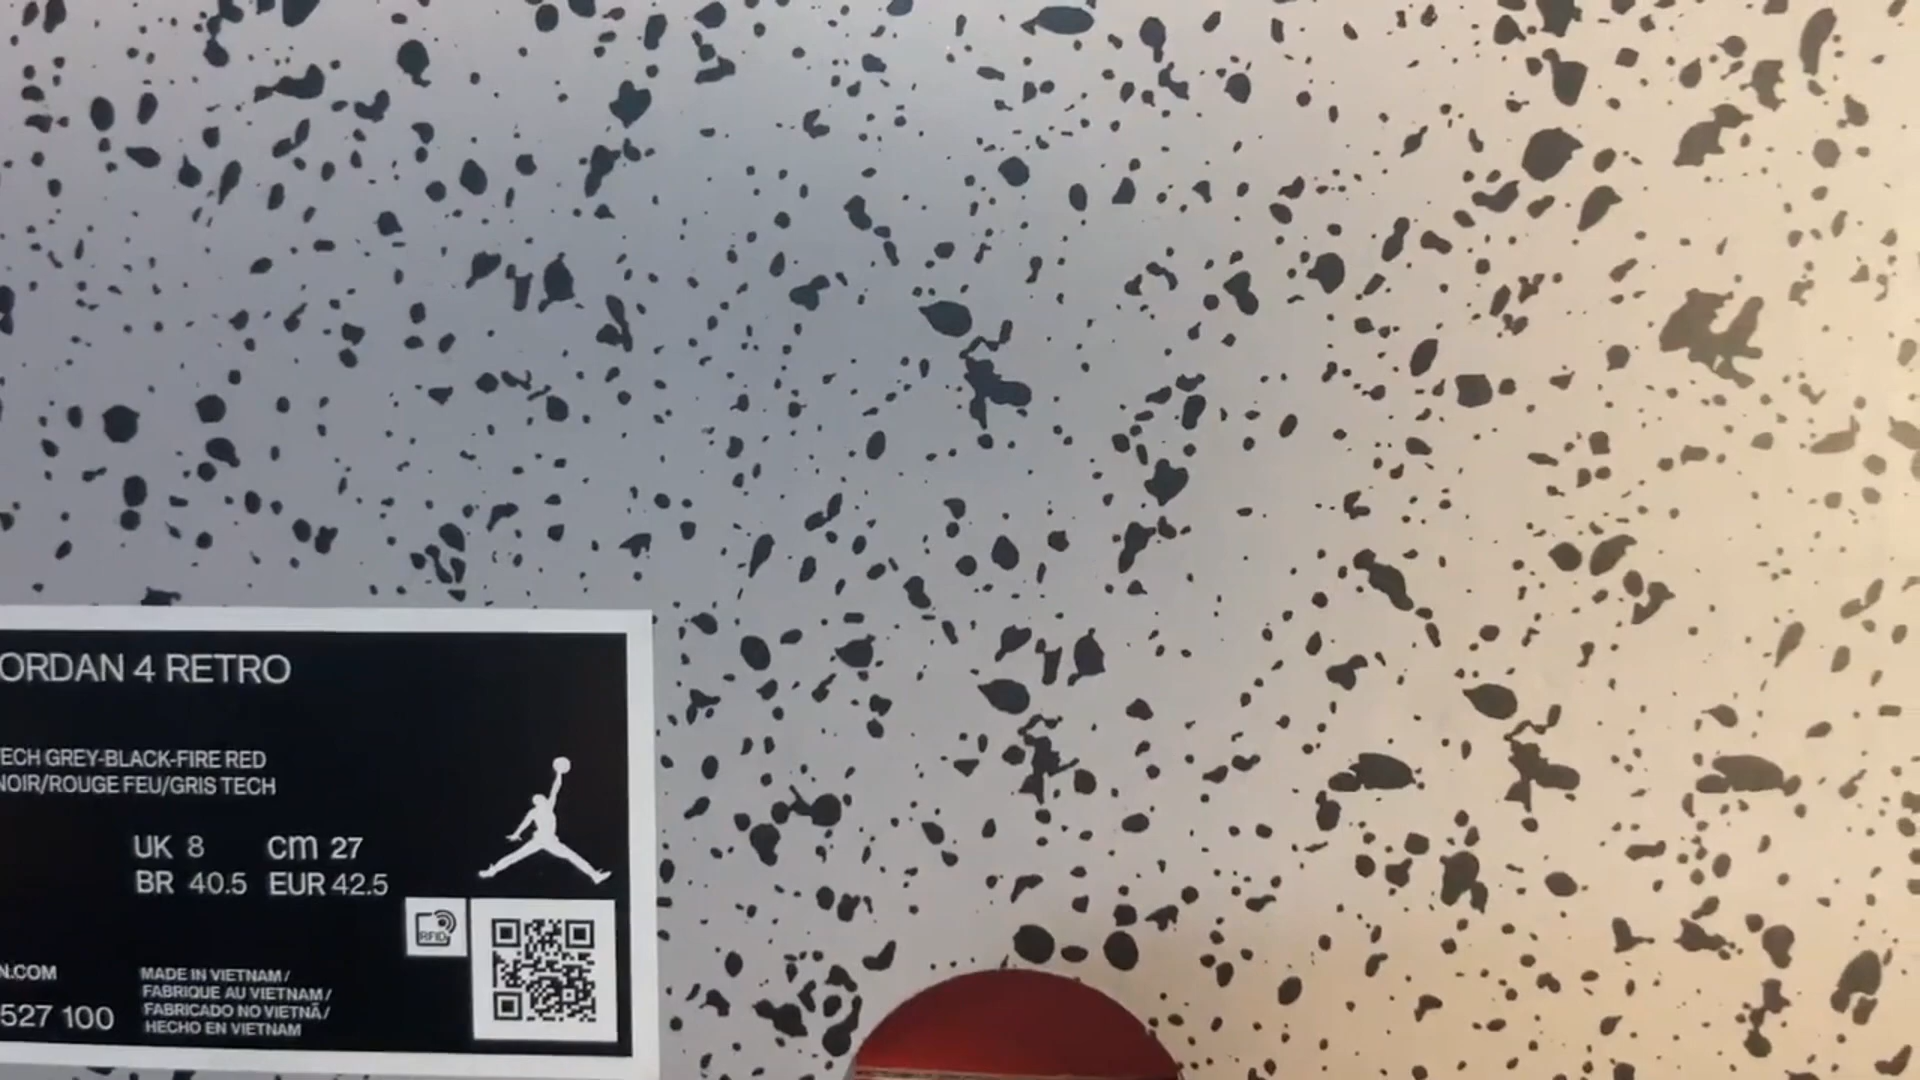 ORDAN 4 RETRO
ECH GREY-BLACK-FIRE RED
NOIR/ROUGE FEU/GRIS TECH
UK 8 CM 27
BR 40.5 EUR 42.5
RFID
N.COM
527 100
MADE IN VIETNAM /
FABRIQUE AU VIETNAM /
FABRICADO NO VIETNÃ /
HECHO EN VIETNAM